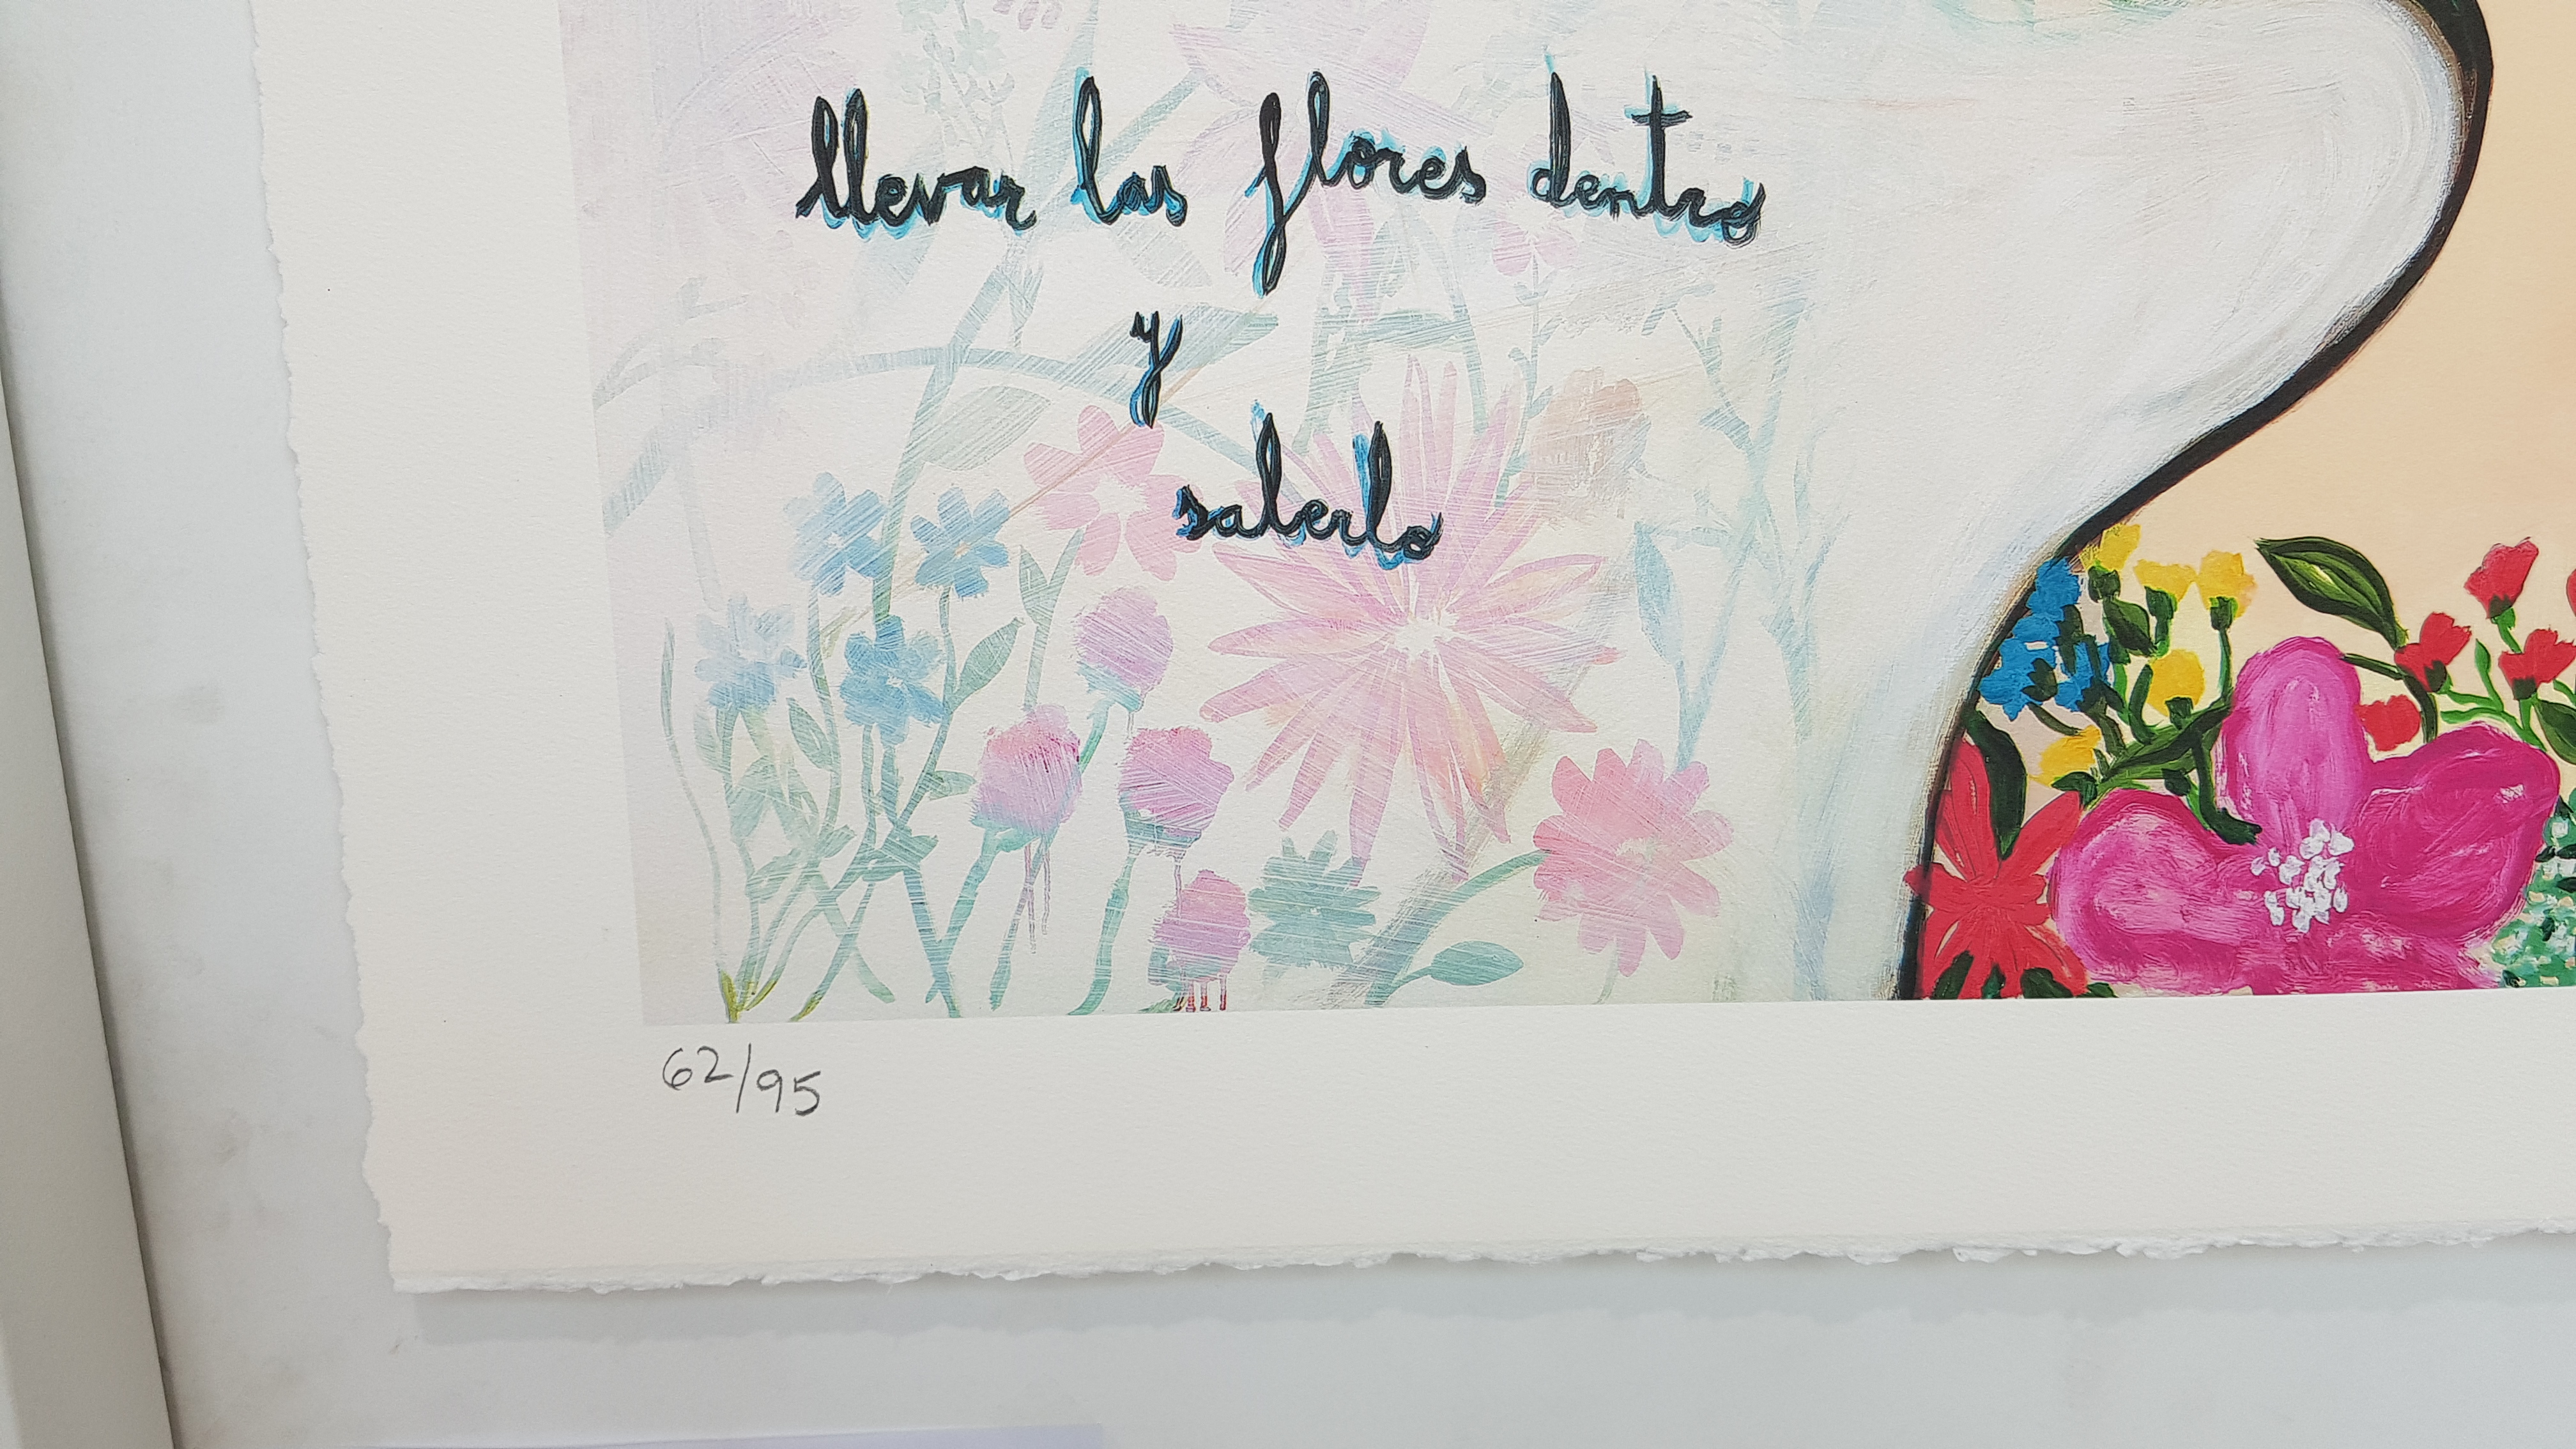 llevar las flores dentro
y
saberlo
62/95